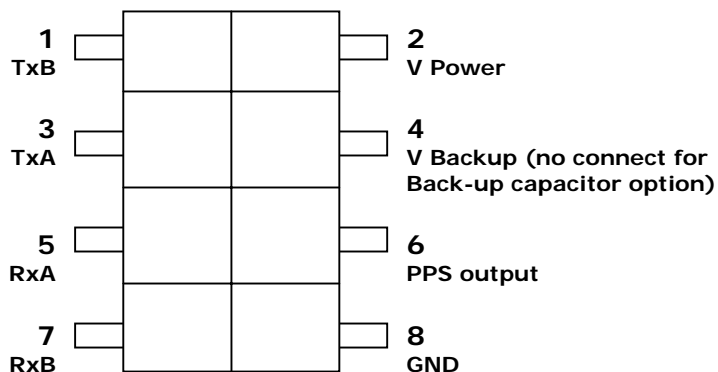 1
TxB
2
V Power
3
TxA
4
V Backup (no connect for
Back-up capacitor option)
5
RxA
6
PPS output
7
RxB
8
GND